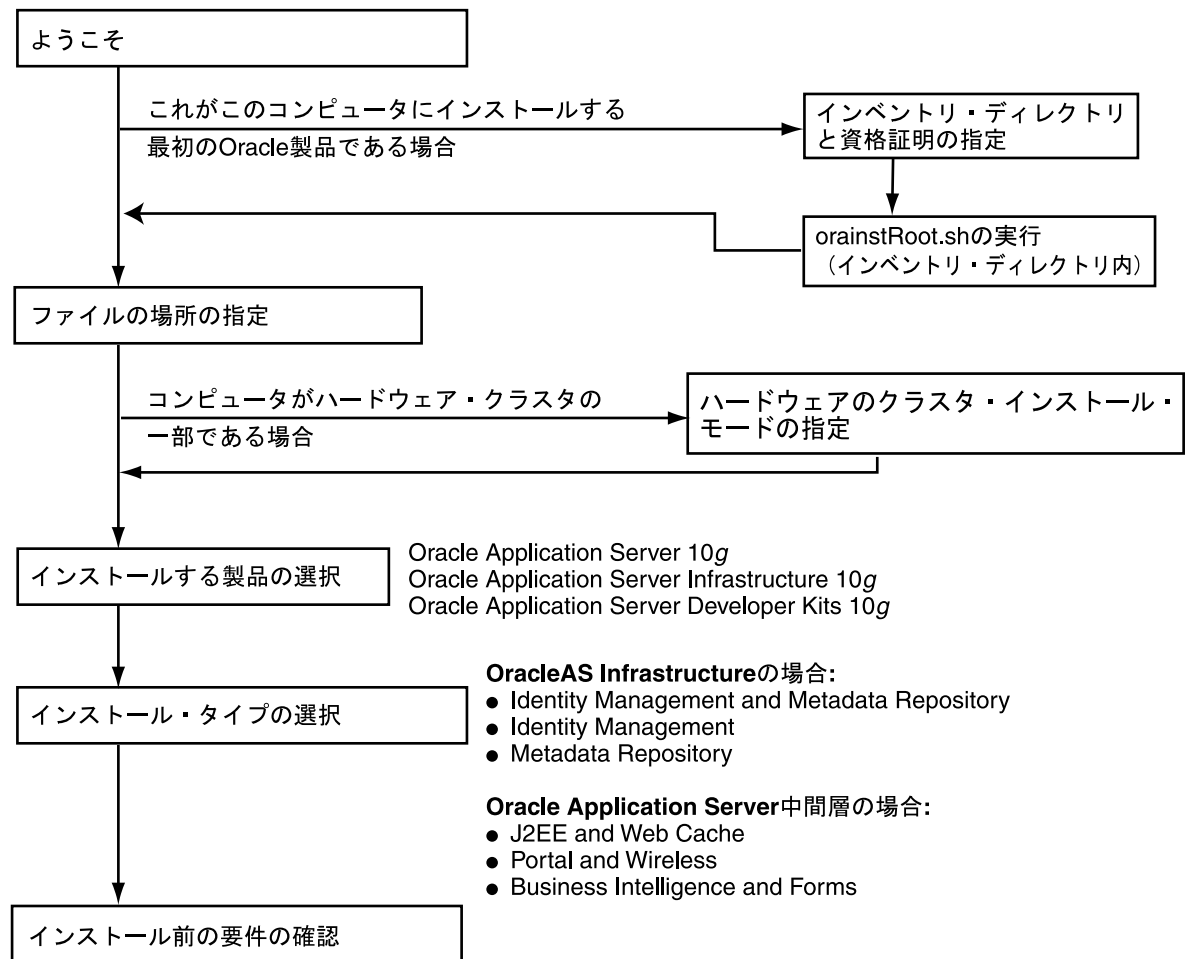 ようこそ
これがこのコンピュータにインストールする
最初のOracle製品である場合
インベントリ・ディレクトリ
と資格証明の指定
orainstRoot.shの実行
(インベントリ・ディレクトリ内)
ファイルの場所の指定
コンピュータがハードウェア・クラスタの
一部である場合
ハードウェアのクラスタ・インストール・
モードの指定
インストールする製品の選択
Oracle Application Server 10g
Oracle Application Server Infrastructure 10g
Oracle Application Server Developer Kits 10g
インストール・タイプの選択
OracleAS Infrastructureの場合:
● Identity Management and Metadata Repository
● Identity Management
● Metadata Repository
Oracle Application Server中間層の場合:
● J2EE and Web Cache
● Portal and Wireless
● Business Intelligence and Forms
インストール前の要件の確認